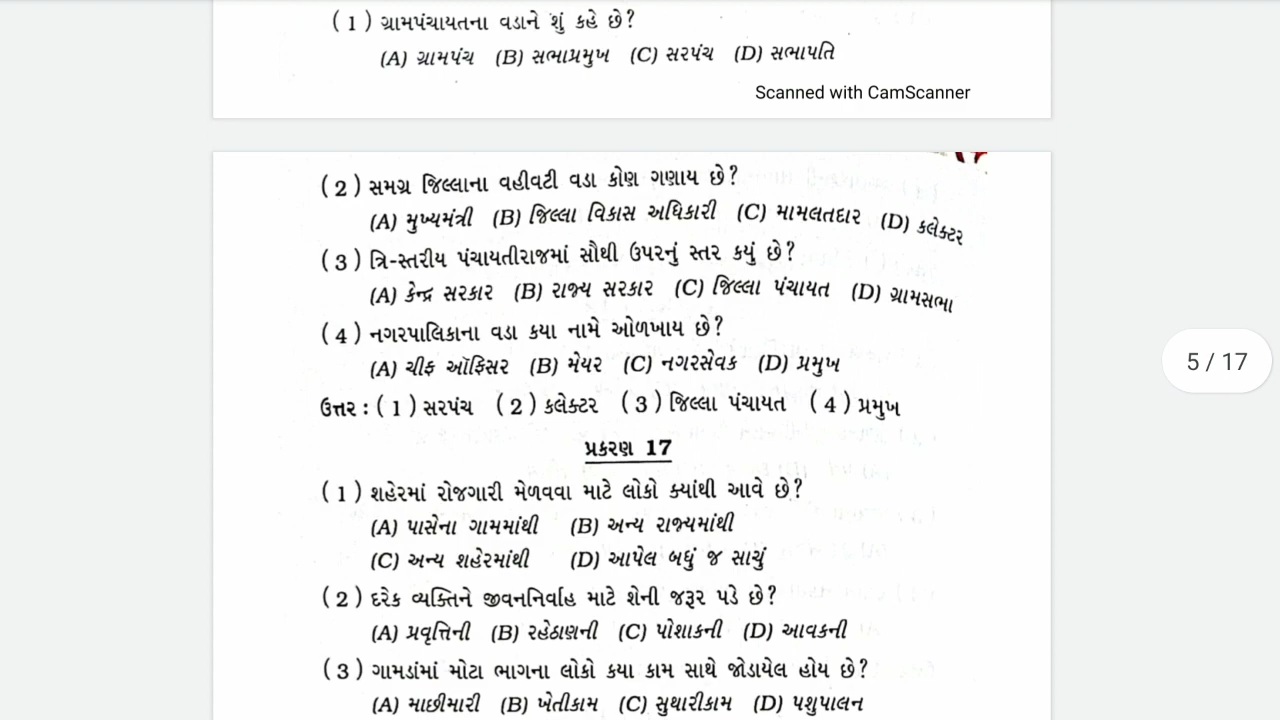 ( 1 ) ગ્રામપંચાયતના વડાને શું કહે છે?
(A) ગ્રામપંચ (B) સભાપ્રમુખ (C) સરપંચ (D) સભાપતિ
Scanned with CamScanner
( 2 ) સમગ્ર જિલ્લાના વહીવટી વડા કોણ ગણાય છે?
(A) મુખ્યમંત્રી (B) જિલ્લા વિકાસ અધિકારી (C) મામલતદાર (D) કલેક્ટર
( 3 ) ત્રિ-સ્તરીય પંચાયતીરાજમાં સૌથી ઉપરનું સ્તર કયું છે?
(A) કેન્દ્ર સરકાર (B) રાજ્ય સરકાર (C) જિલ્લા પંચાયત (D) ગ્રામસભા
( 4 ) નગરપાલિકાના વડા કયા નામે ઓળખાય છે?
(A) ચીફ ઑફિસર (B) મેયર (C) નગરસેવક (D) પ્રમુખ
ઉત્તર : ( 1 ) સરપંચ ( 2 ) કલેક્ટર ( 3 ) જિલ્લા પંચાયત ( 4 ) પ્રમુખ
5 / 17
પ્રકરણ 17
( 1 ) શહેરમાં રોજગારી મેળવવા માટે લોકો ક્યાંથી આવે છે?
(A) પાસેના ગામમાંથી (B) અન્ય રાજ્યમાંથી
(C) અન્ય શહેરમાંથી (D) આપેલ બધું જ સાચું
( 2 ) દરેક વ્યક્તિને જીવનનિર્વાહ માટે શેની જરૂર પડે છે?
(A) પ્રવૃત્તિની (B) રહેઠાણની (C) પોશાકની (D) આવકની
( 3 ) ગામડાંમાં મોટા ભાગના લોકો કયા કામ સાથે જોડાયેલ હોય છે?
(A) માછીમારી (B) ખેતીકામ (C) સુથારીકામ (D) પશુપાલન